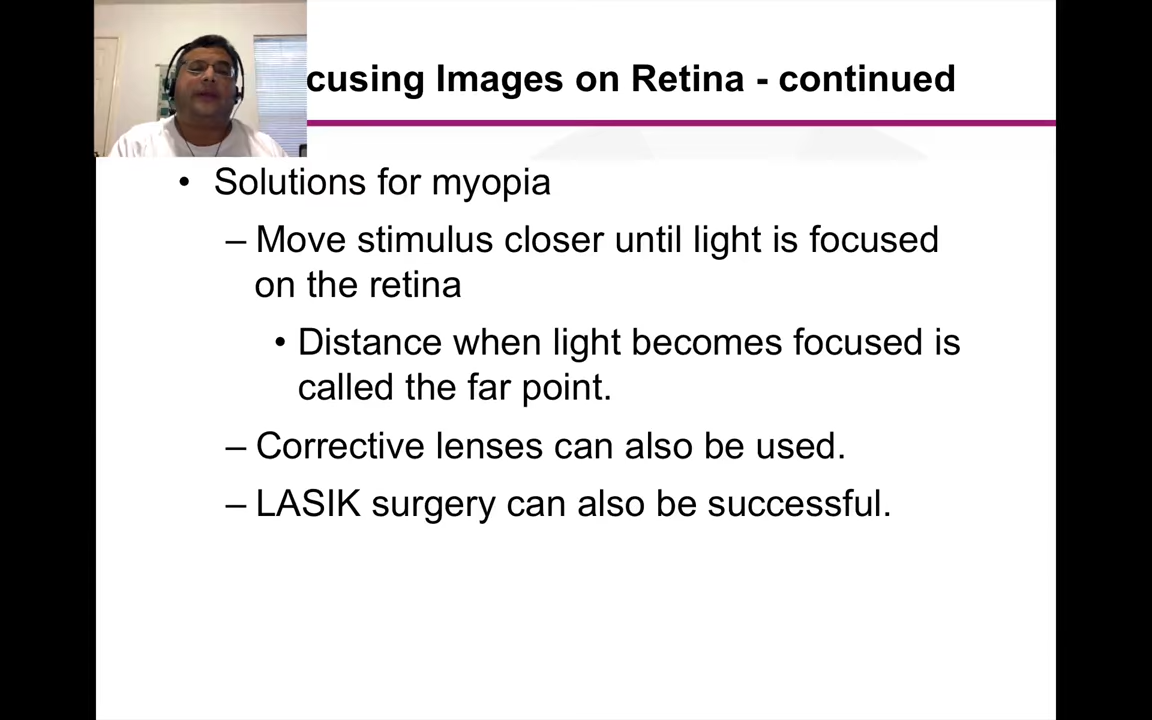 cusing Images on Retina - continued
• Solutions for myopia
– Move stimulus closer until light is focused
on the retina
• Distance when light becomes focused is
called the far point.
– Corrective lenses can also be used.
– LASIK surgery can also be successful.